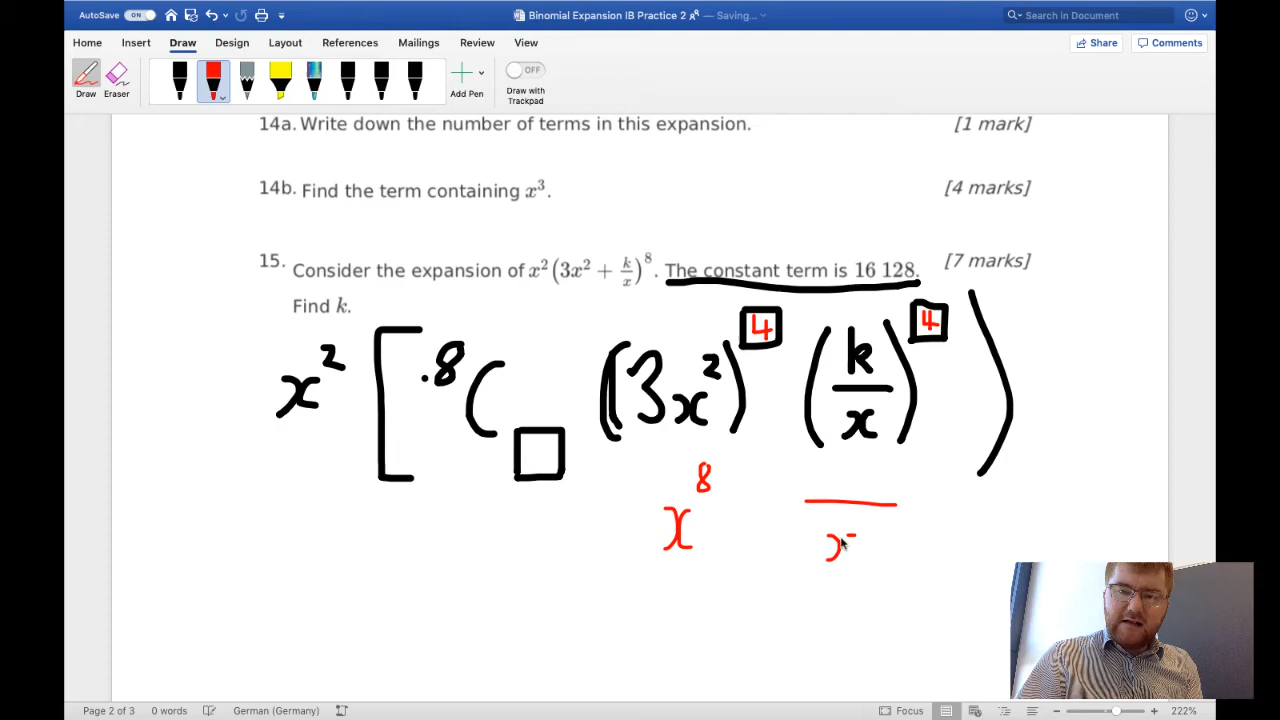 AutoSave ON Binomial Expansion IB Practice 2 — Saving... Search in Document
Home Insert Draw Design Layout References Mailings Review View Share Comments
Draw Eraser Add Pen OFF Draw with Trackpad
14a. Write down the number of terms in this expansion. [1 mark]
14b. Find the term containing x³. [4 marks]
15. Consider the expansion of x²(3x² + k/x)⁸. The constant term is 16 128. [7 marks]
Find k.
x² [ .8C□ (3x²)⁴ (k/x)⁴ )
x⁸ x
Page 2 of 3 0 words German (Germany) Focus 222%